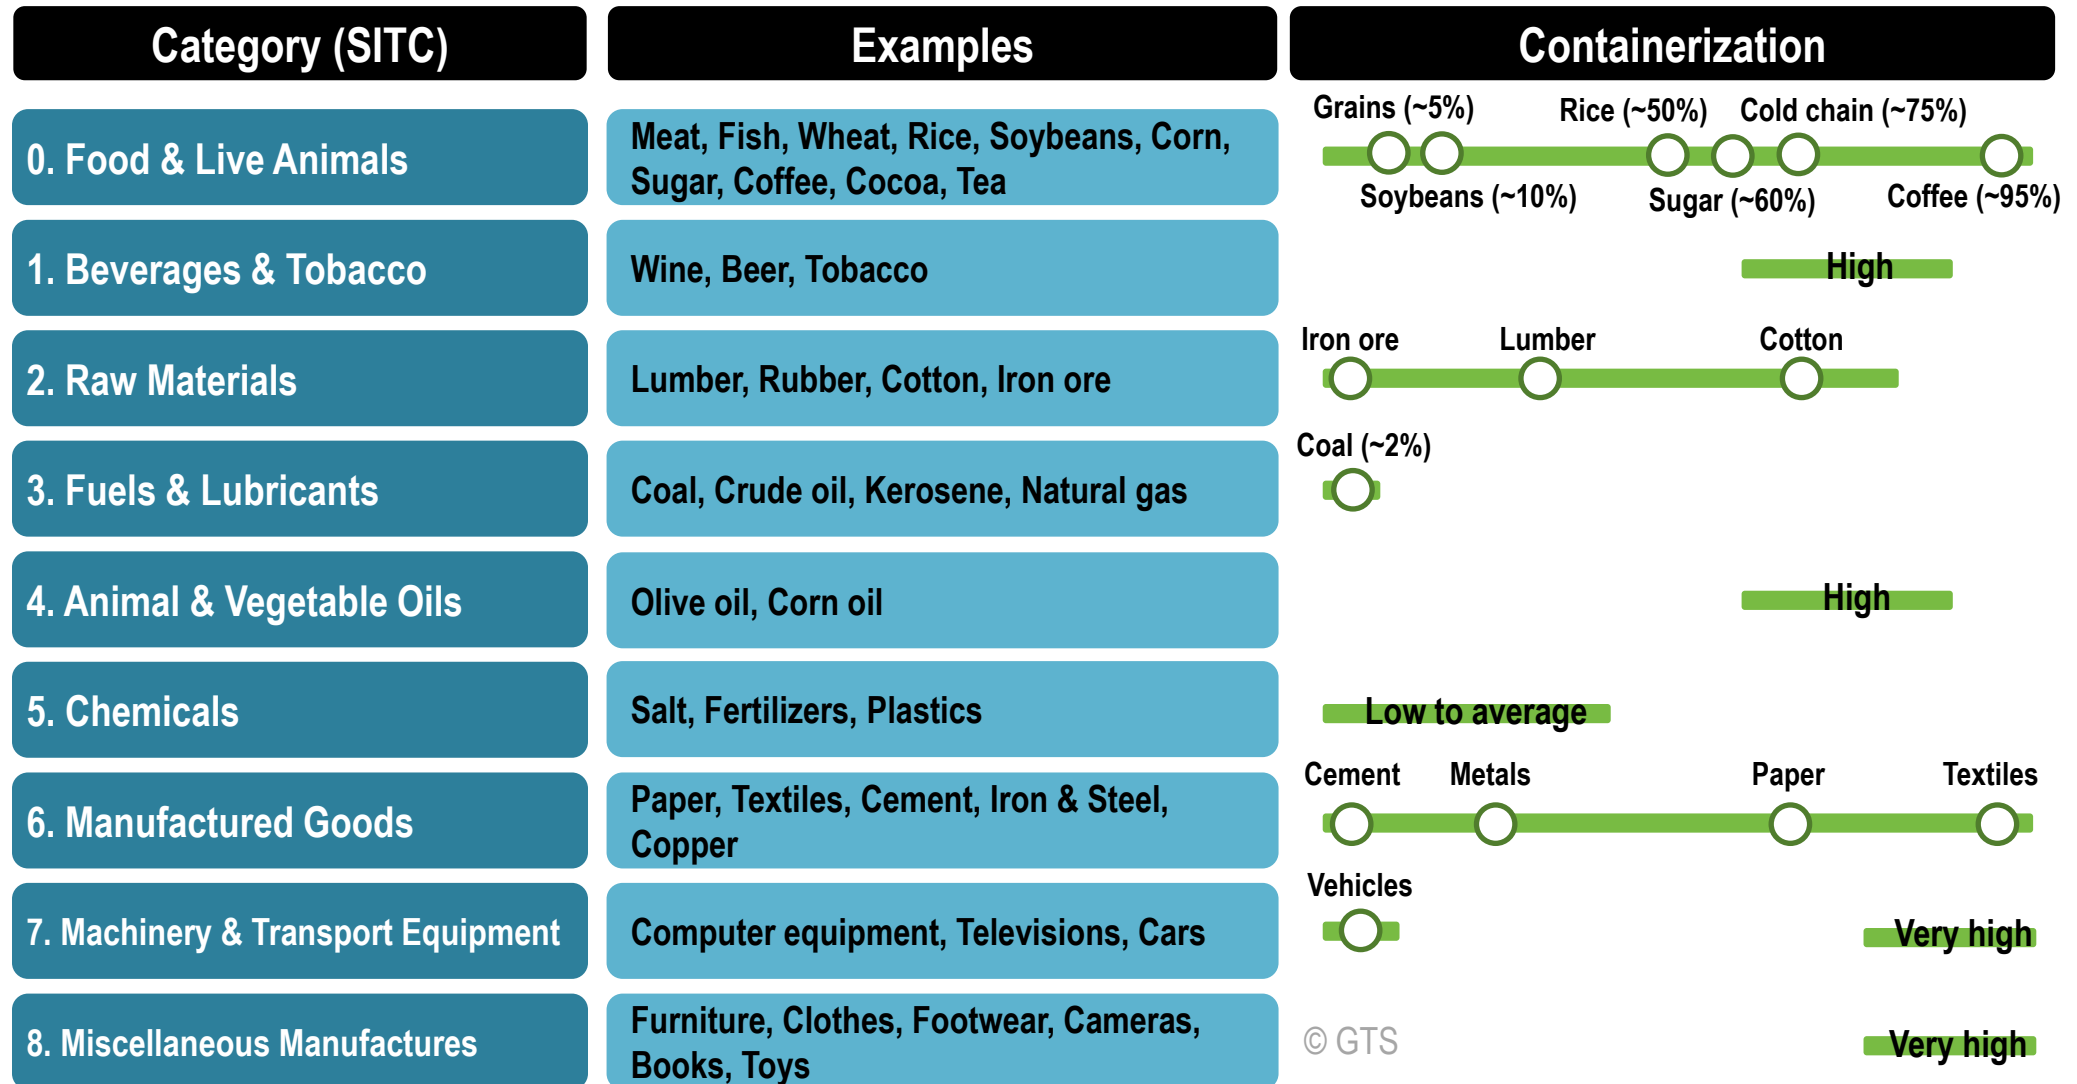 Category (SITC)
Examples
Containerization
0. Food & Live Animals
Meat, Fish, Wheat, Rice, Soybeans, Corn,
Sugar, Coffee, Cocoa, Tea
Grains (~5%)
Rice (~50%)
Cold chain (~75%)
Soybeans (~10%)
Sugar (~60%)
Coffee (~95%)
1. Beverages & Tobacco
Wine, Beer, Tobacco
High
2. Raw Materials
Lumber, Rubber, Cotton, Iron ore
Iron ore
Lumber
Cotton
3. Fuels & Lubricants
Coal, Crude oil, Kerosene, Natural gas
Coal (~2%)
4. Animal & Vegetable Oils
Olive oil, Corn oil
High
5. Chemicals
Salt, Fertilizers, Plastics
Low to average
6. Manufactured Goods
Paper, Textiles, Cement, Iron & Steel,
Copper
Cement
Metals
Paper
Textiles
7. Machinery & Transport Equipment
Computer equipment, Televisions, Cars
Vehicles
Very high
8. Miscellaneous Manufactures
Furniture, Clothes, Footwear, Cameras,
Books, Toys
© GTS
Very high